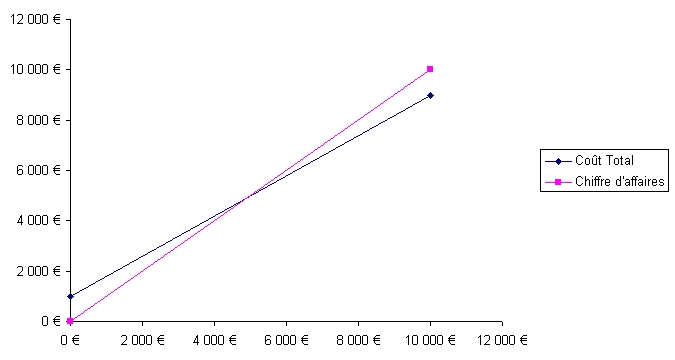 12 000 €
10 000 €
8 000 €
6 000 €
4 000 €
2 000 €
0 €
0 € 2 000 € 4 000 € 6 000 € 8 000 € 10 000 € 12 000 €
Coût Total
Chiffre d'affaires